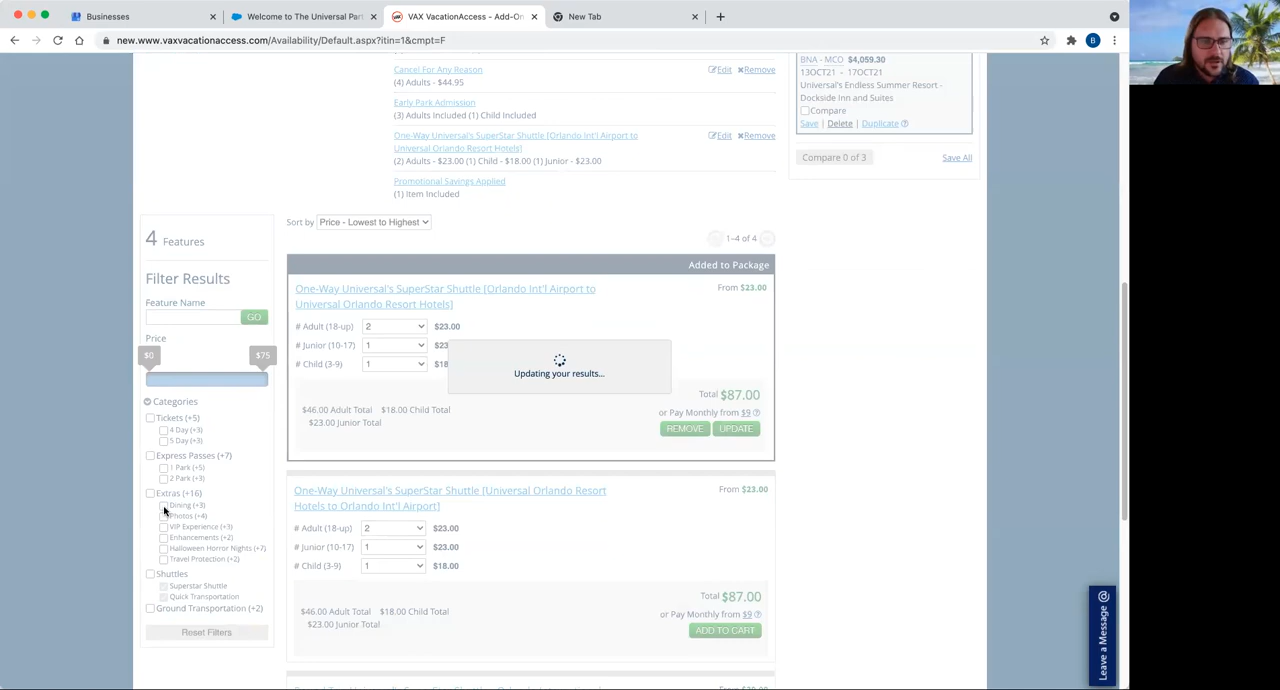 Businesses
Welcome to The Universal Par
VAX VacationAccess - Add-On
New Tab
new.www.vaxvacationaccess.com/Availability/Default.aspx?itin=1&cmpt=F
B
Cancel For Any Reason
Edit Remove
(4) Adults - $44.95
Early Park Admission
(3) Adults Included (1) Child Included
One-Way Universal's SuperStar Shuttle [Orlando Int'l Airport to
Universal Orlando Resort Hotels]
Edit Remove
(2) Adults - $23.00 (1) Child - $18.00 (1) Junior - $23.00
Promotional Savings Applied
(1) Item Included
BNA - MCO $4,059.30
13OCT21 - 17OCT21
Universal's Endless Summer Resort -
Dockside Inn and Suites
Compare
Save | Delete | Duplicate
Compare 0 of 3
Save All
4 Features
Filter Results
Feature Name
GO
Price
$0
$75
Categories
Tickets (+5)
4 Day (+3)
5 Day (+3)
Express Passes (+7)
1 Park (+5)
2 Park (+3)
Extras (+16)
Dining (+3)
Photos (+4)
VIP Experience (+3)
Enhancements (+2)
Halloween Horror Nights (+7)
Travel Protection (+2)
Shuttles
Superstar Shuttle
Quick Transportation
Ground Transportation (+2)
Reset Filters
Sort by Price - Lowest to Highest
1-4 of 4
Added to Package
One-Way Universal's SuperStar Shuttle [Orlando Int'l Airport to
Universal Orlando Resort Hotels]
From $23.00
# Adult (18-up) 2 $23.00
# Junior (10-17) 1 $23
# Child (3-9) 1 $18
Updating your results...
$46.00 Adult Total $18.00 Child Total
$23.00 Junior Total
Total $87.00
or Pay Monthly from $9
REMOVE UPDATE
One-Way Universal's SuperStar Shuttle [Universal Orlando Resort
Hotels to Orlando Int'l Airport]
From $23.00
# Adult (18-up) 2 $23.00
# Junior (10-17) 1 $23.00
# Child (3-9) 1 $18.00
$46.00 Adult Total $18.00 Child Total
$23.00 Junior Total
Total $87.00
or Pay Monthly from $9
ADD TO CART
Leave a Message